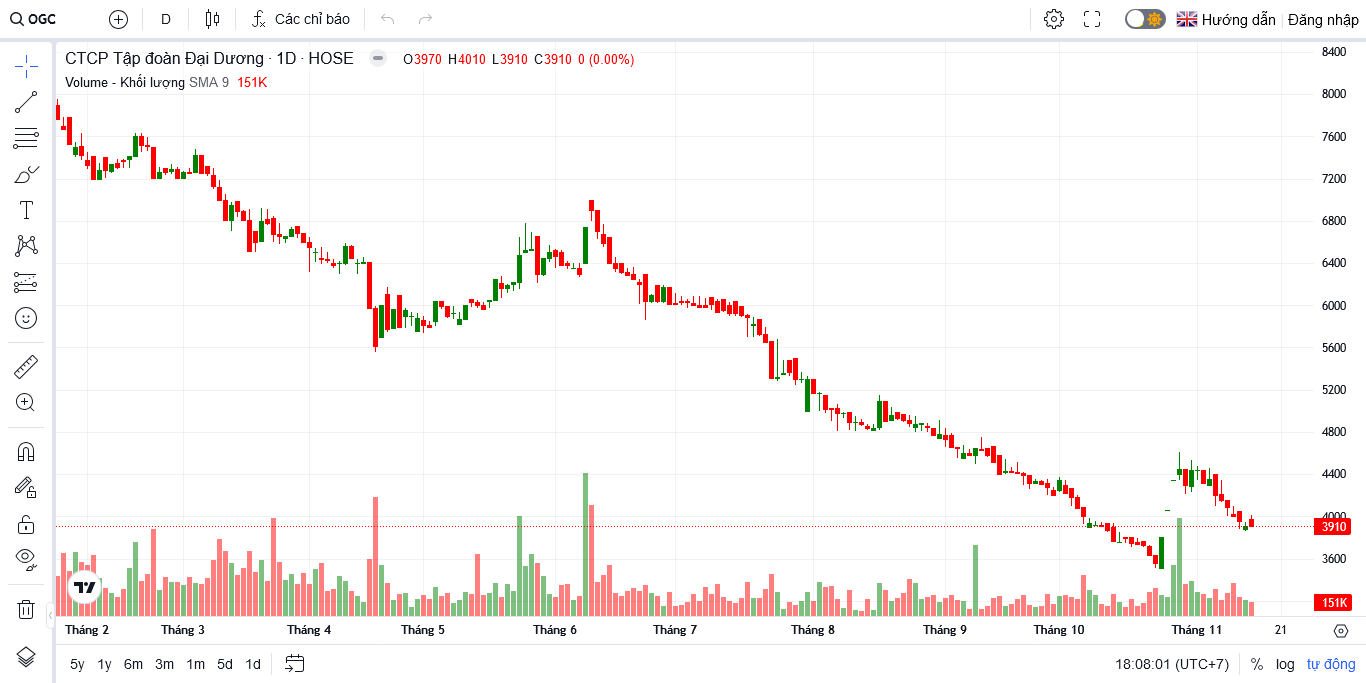 OGC D Các chỉ báo Hướng dẫn Đăng nhập
CTCP Tập đoàn Đại Dương · 1D · HOSE O3970 H4010 L3910 C3910 0 (0.00%)
Volume - Khối lượng SMA 9 151K
8400
8000
7600
7200
6800
6400
6000
5600
5200
4800
4400
4000
3910
3600
151K
Tháng 2 Tháng 3 Tháng 4 Tháng 5 Tháng 6 Tháng 7 Tháng 8 Tháng 9 Tháng 10 Tháng 11 21
5y 1y 6m 3m 1m 5d 1d 18:08:01 (UTC+7) % log tự động